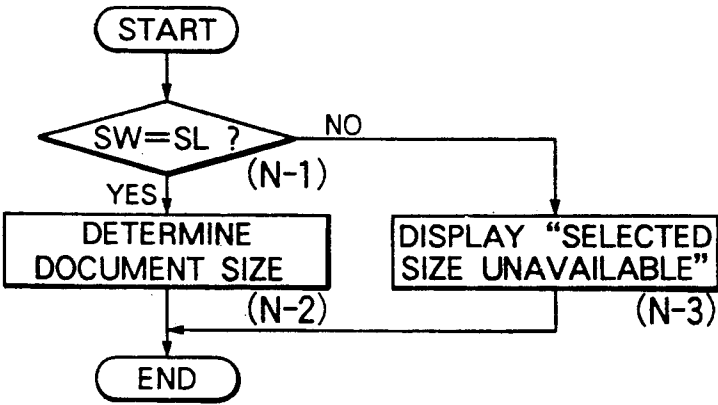 START
SW=SL ?
NO
(N-1)
YES
DETERMINE
DOCUMENT SIZE
(N-2)
DISPLAY “SELECTED
SIZE UNAVAILABLE”
(N-3)
END